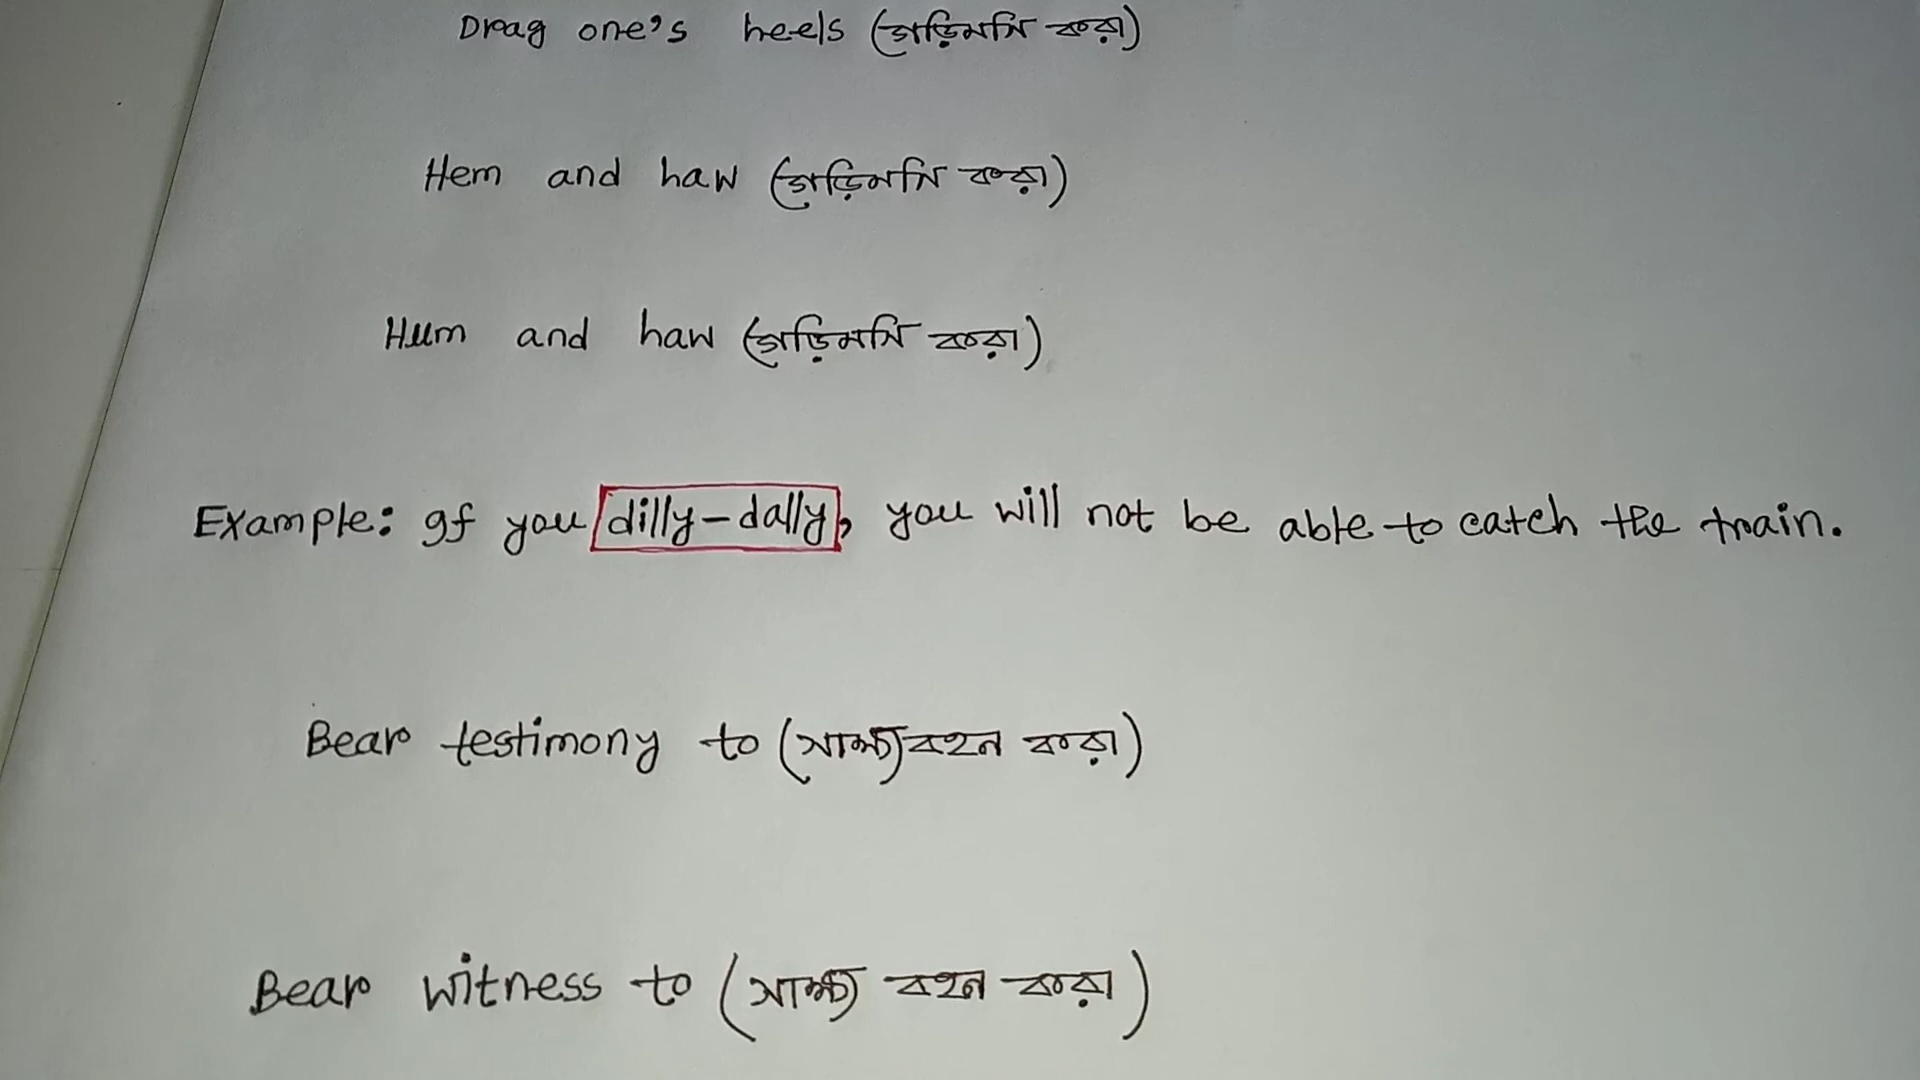 Drag one's heels (গড়িমসি করা)
Hem and haw (গড়িমসি করা)
Hum and haw (গড়িমসি করা)
Example: If you dilly-dally, you will not be able to catch the train.
Bear testimony to (সাক্ষ্যবহন করা)
Bear witness to (সাক্ষ্য বহন করা)